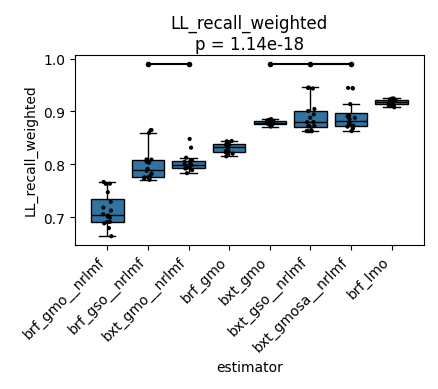 LL_recall_weighted
p = 1.14e-18
LL_recall_weighted
1.0
0.9
0.8
0.7
brf_gmo__nrlmf
brf_gso__nrlmf
bxt_gmo__nrlmf
brf_gmo
bxt_gmo
bxt_gso__nrlmf
bxt_gmosa__nrlmf
brf_lmo
estimator